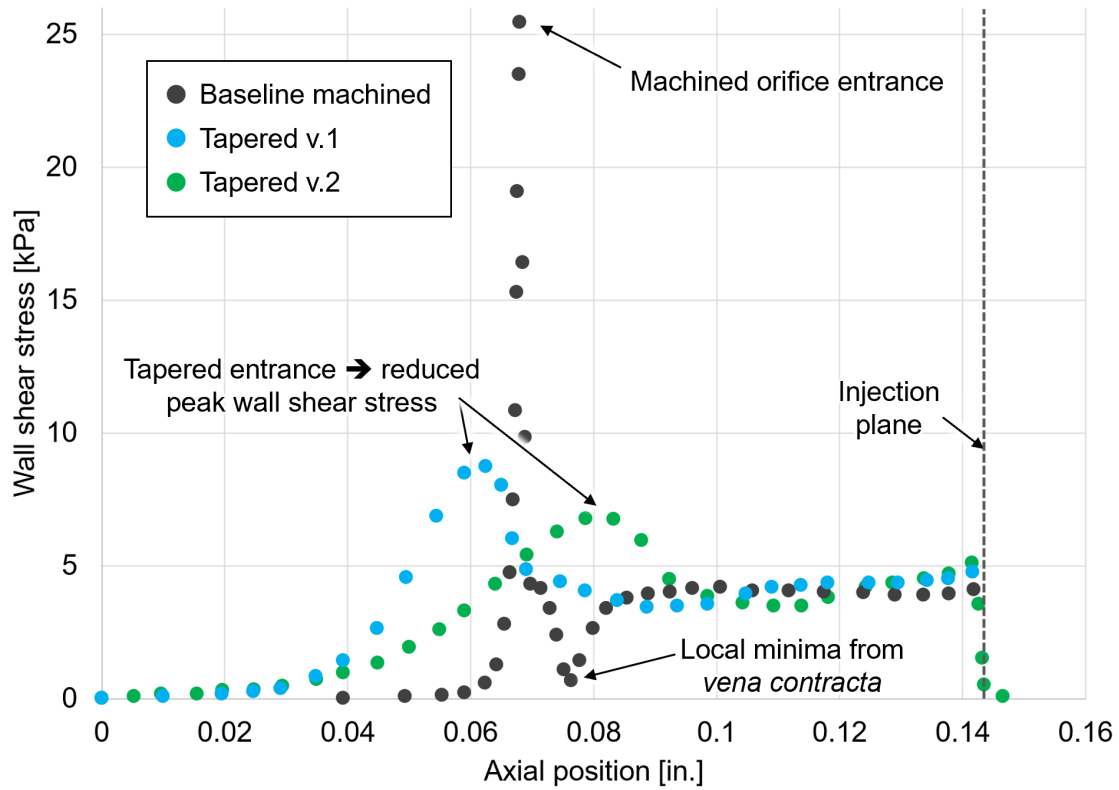 25
20
15
10
5
0
Wall shear stress [kPa]
Baseline machined
Tapered v.1
Tapered v.2
Machined orifice entrance
Tapered entrance ➔ reduced
peak wall shear stress
Injection
plane
Local minima from
vena contracta
0 0.02 0.04 0.06 0.08 0.1 0.12 0.14 0.16
Axial position [in.]